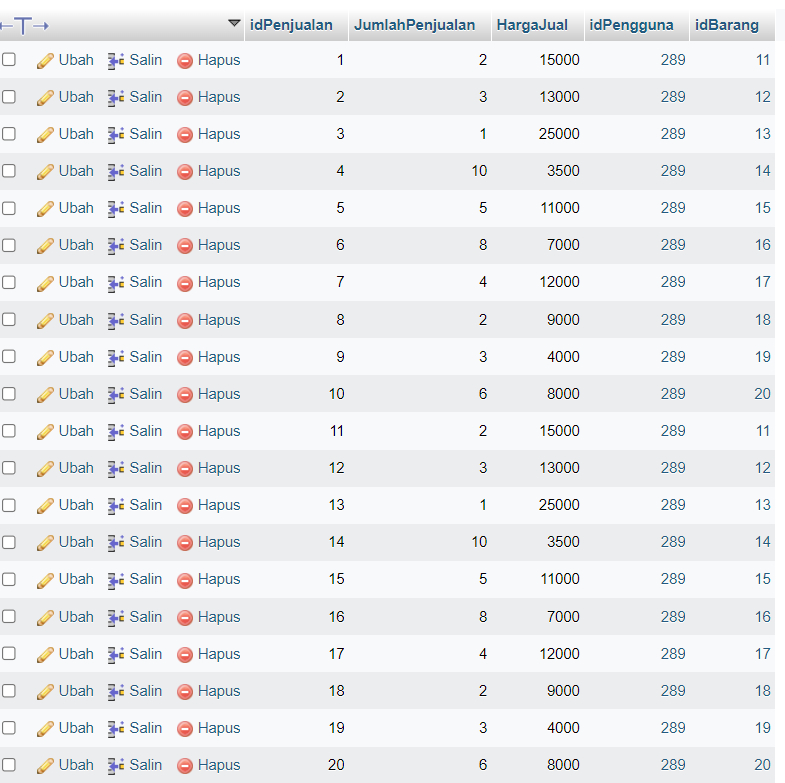 ←T→ idPenjualan JumlahPenjualan HargaJual idPengguna idBarang
Ubah Salin Hapus 1 2 15000 289 11
Ubah Salin Hapus 2 3 13000 289 12
Ubah Salin Hapus 3 1 25000 289 13
Ubah Salin Hapus 4 10 3500 289 14
Ubah Salin Hapus 5 5 11000 289 15
Ubah Salin Hapus 6 8 7000 289 16
Ubah Salin Hapus 7 4 12000 289 17
Ubah Salin Hapus 8 2 9000 289 18
Ubah Salin Hapus 9 3 4000 289 19
Ubah Salin Hapus 10 6 8000 289 20
Ubah Salin Hapus 11 2 15000 289 11
Ubah Salin Hapus 12 3 13000 289 12
Ubah Salin Hapus 13 1 25000 289 13
Ubah Salin Hapus 14 10 3500 289 14
Ubah Salin Hapus 15 5 11000 289 15
Ubah Salin Hapus 16 8 7000 289 16
Ubah Salin Hapus 17 4 12000 289 17
Ubah Salin Hapus 18 2 9000 289 18
Ubah Salin Hapus 19 3 4000 289 19
Ubah Salin Hapus 20 6 8000 289 20